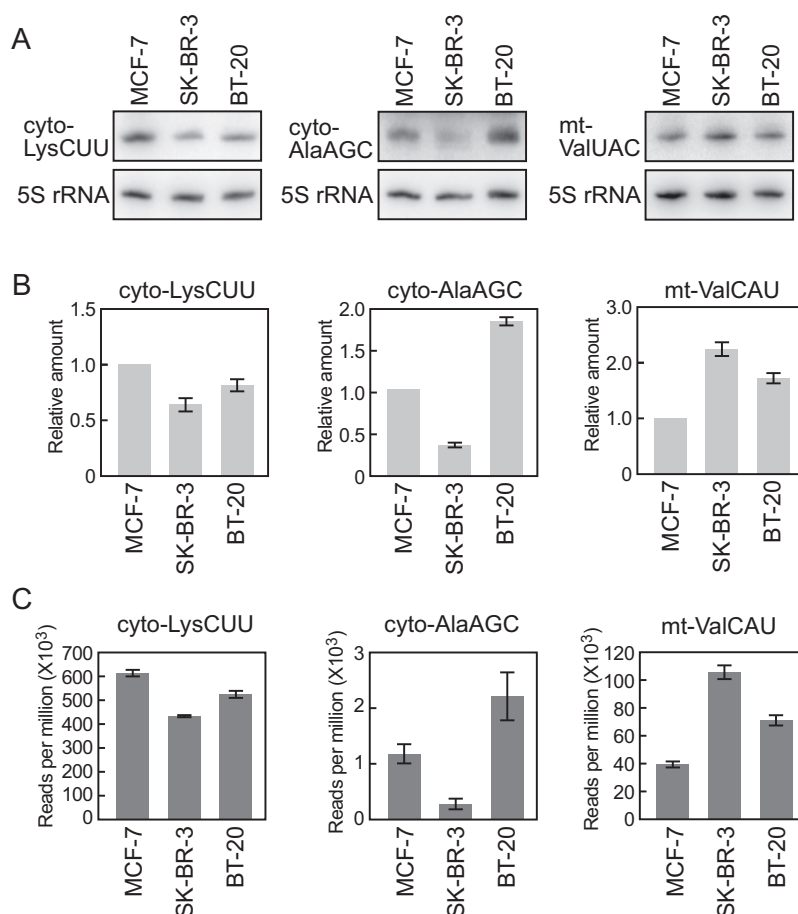 A
MCF-7
SK-BR-3
BT-20
cyto-
LysCUU
5S rRNA
MCF-7
SK-BR-3
BT-20
cyto-
AlaAGC
5S rRNA
MCF-7
SK-BR-3
BT-20
mt-
ValUAC
5S rRNA
B
cyto-LysCUU
Relative amount
1.5
1.0
0.5
0
MCF-7
SK-BR-3
BT-20
cyto-AlaAGC
Relative amount
2.0
1.5
1.0
0.5
0
MCF-7
SK-BR-3
BT-20
mt-ValCAU
Relative amount
3.0
2.0
1.0
0
MCF-7
SK-BR-3
BT-20
C
cyto-LysCUU
Reads per million (X10³)
700
600
500
400
300
200
100
0
MCF-7
SK-BR-3
BT-20
cyto-AlaAGC
Reads per million (X10³)
3
2
1
0
MCF-7
SK-BR-3
BT-20
mt-ValCAU
Reads per million (X10³)
120
100
80
60
40
20
0
MCF-7
SK-BR-3
BT-20